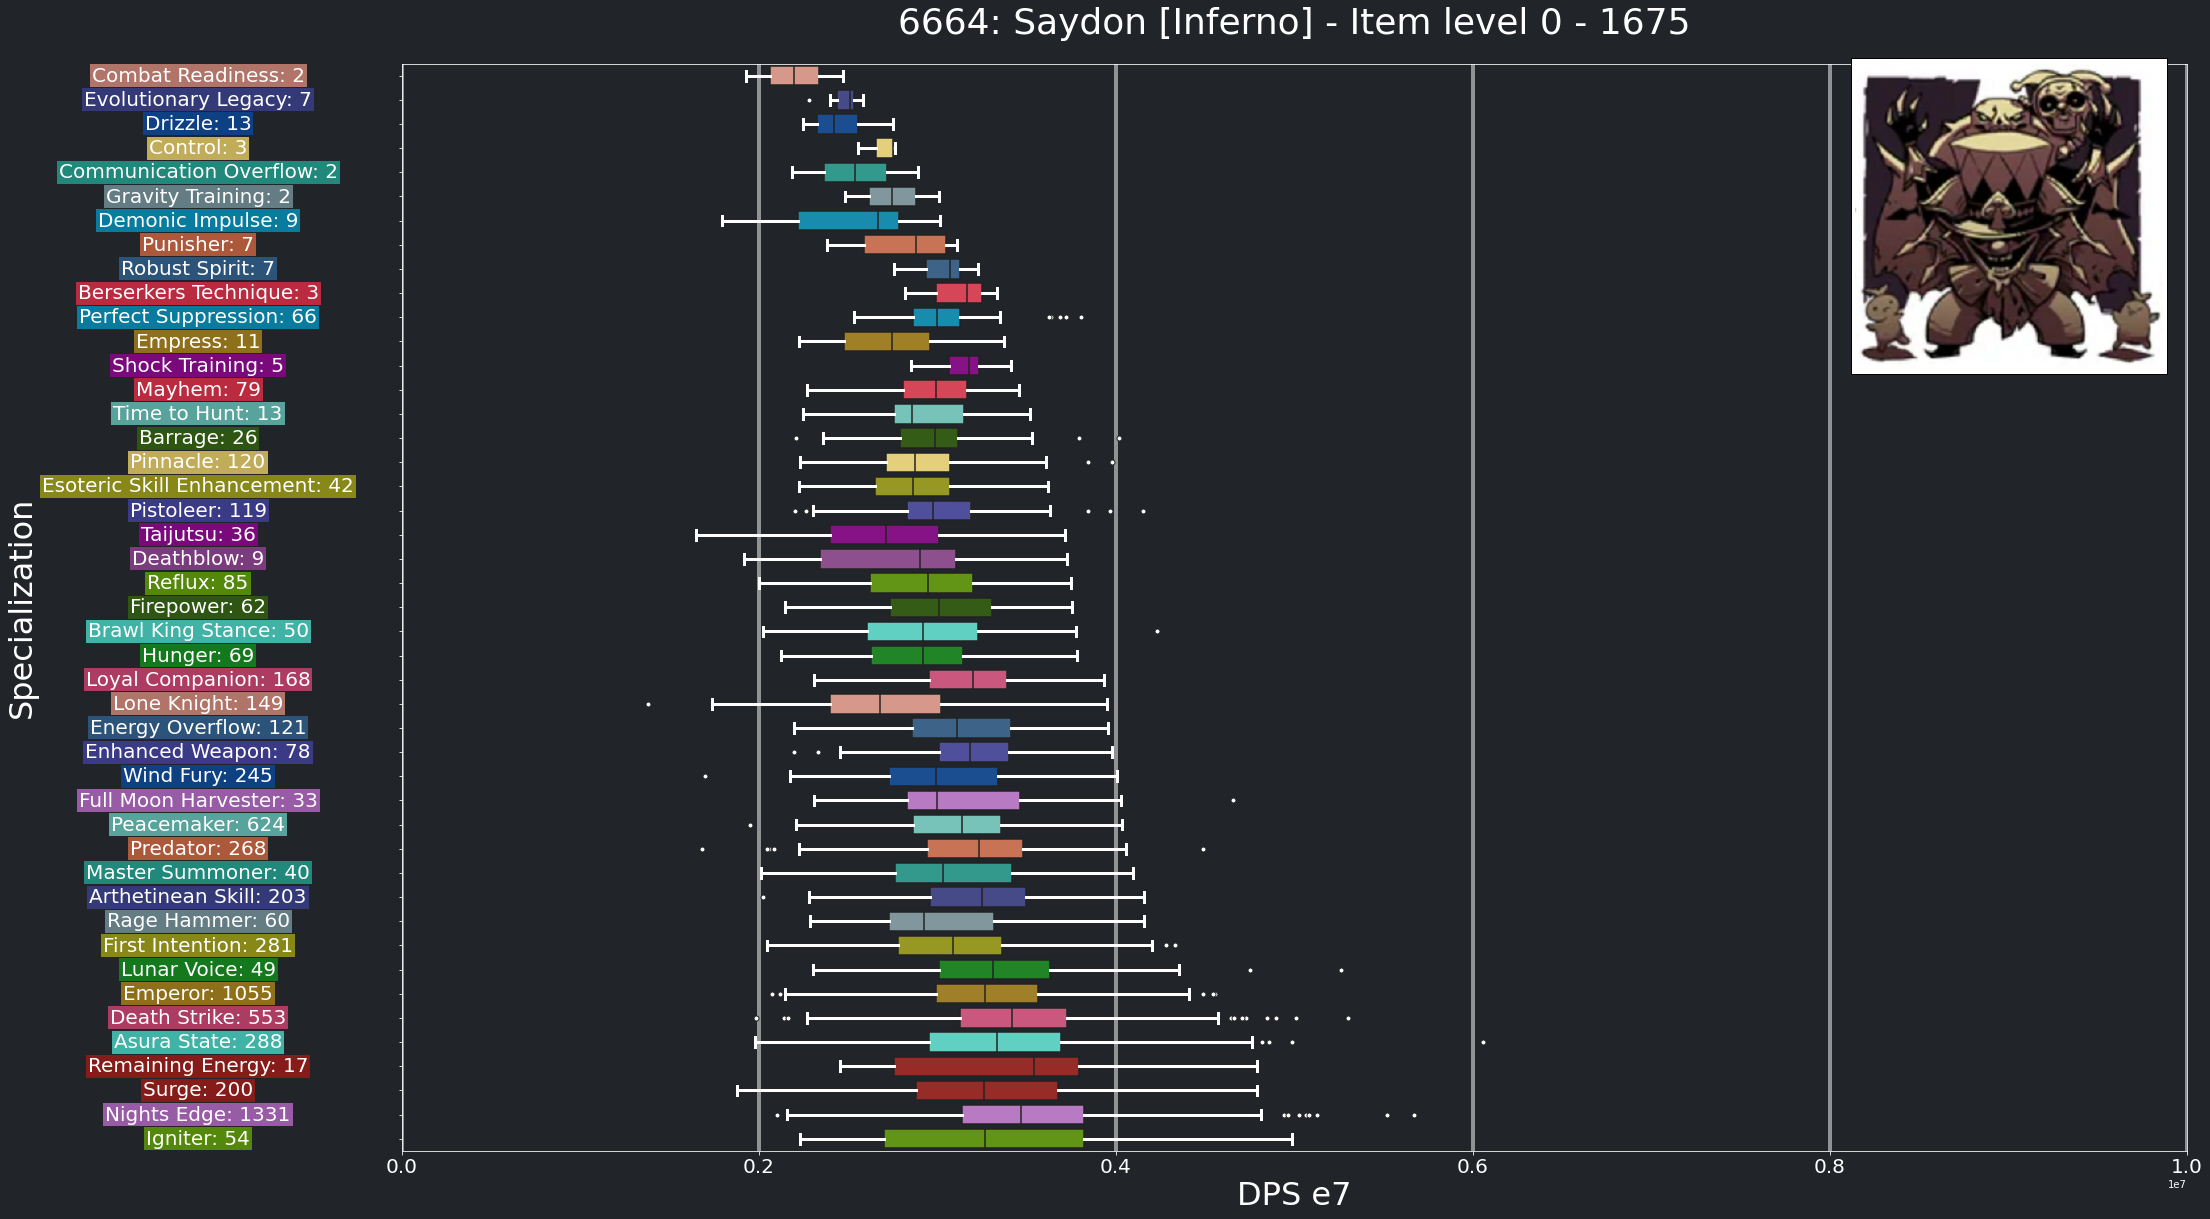 6664: Saydon [Inferno] - Item level 0 - 1675
Combat Readiness: 2
Evolutionary Legacy: 7
Drizzle: 13
Control: 3
Communication Overflow: 2
Gravity Training: 2
Demonic Impulse: 9
Punisher: 7
Robust Spirit: 7
Berserkers Technique: 3
Perfect Suppression: 66
Empress: 11
Shock Training: 5
Mayhem: 79
Time to Hunt: 13
Barrage: 26
Pinnacle: 120
Esoteric Skill Enhancement: 42
Pistoleer: 119
Taijutsu: 36
Deathblow: 9
Reflux: 85
Firepower: 62
Brawl King Stance: 50
Hunger: 69
Loyal Companion: 168
Lone Knight: 149
Energy Overflow: 121
Enhanced Weapon: 78
Wind Fury: 245
Full Moon Harvester: 33
Peacemaker: 624
Predator: 268
Master Summoner: 40
Arthetinean Skill: 203
Rage Hammer: 60
First Intention: 281
Lunar Voice: 49
Emperor: 1055
Death Strike: 553
Asura State: 288
Remaining Energy: 17
Surge: 200
Nights Edge: 1331
Igniter: 54
Specialization
0.0 0.2 0.4 0.6 0.8 1.0
1e7
DPS e7